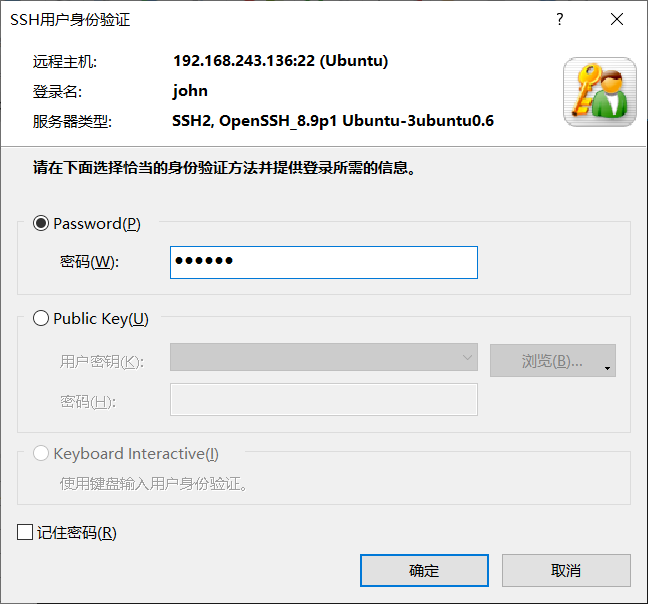 SSH用户身份验证
远程主机: 192.168.243.136:22 (Ubuntu)
登录名: john
服务器类型: SSH2, OpenSSH_8.9p1 Ubuntu-3ubuntu0.6
请在下面选择恰当的身份验证方法并提供登录所需的信息。
Password(P)
密码(W): ●●●●●●
Public Key(U)
用户密钥(K): 浏览(B)...
密码(H):
Keyboard Interactive(I)
使用键盘输入用户身份验证。
记住密码(R)
确定 取消